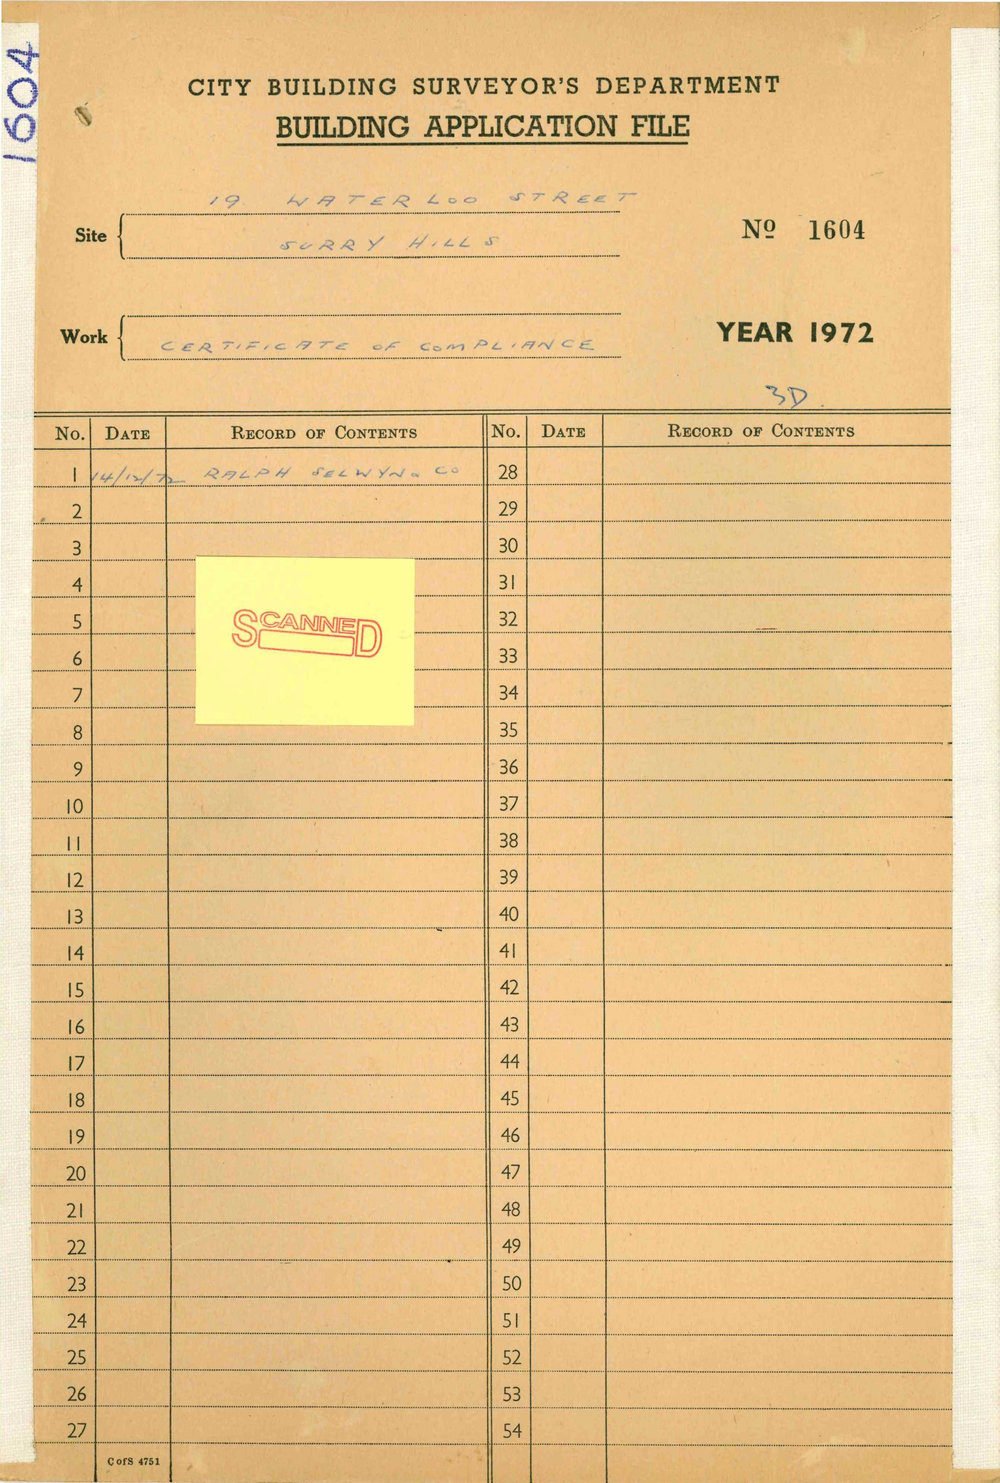 1604
CITY BUILDING SURVEYOR'S DEPARTMENT
BUILDING APPLICATION FILE
Site
19 WATERLOO STREET
SURRY HILLS
Nº 1604
Work
CERTIFICATE OF COMPLIANCE
YEAR 1972
3D.
No. DATE RECORD OF CONTENTS No. DATE RECORD OF CONTENTS
1 14/12/72 RALPH SELWYN & CO 28
2 29
3 30
4 31
5 32
6 33
7 34
8 35
9 36
10 37
11 38
12 39
13 40
14 41
15 42
16 43
17 44
18 45
19 46
20 47
21 48
22 49
23 50
24 51
25 52
26 53
27 54
SCANNED
C of S 4751